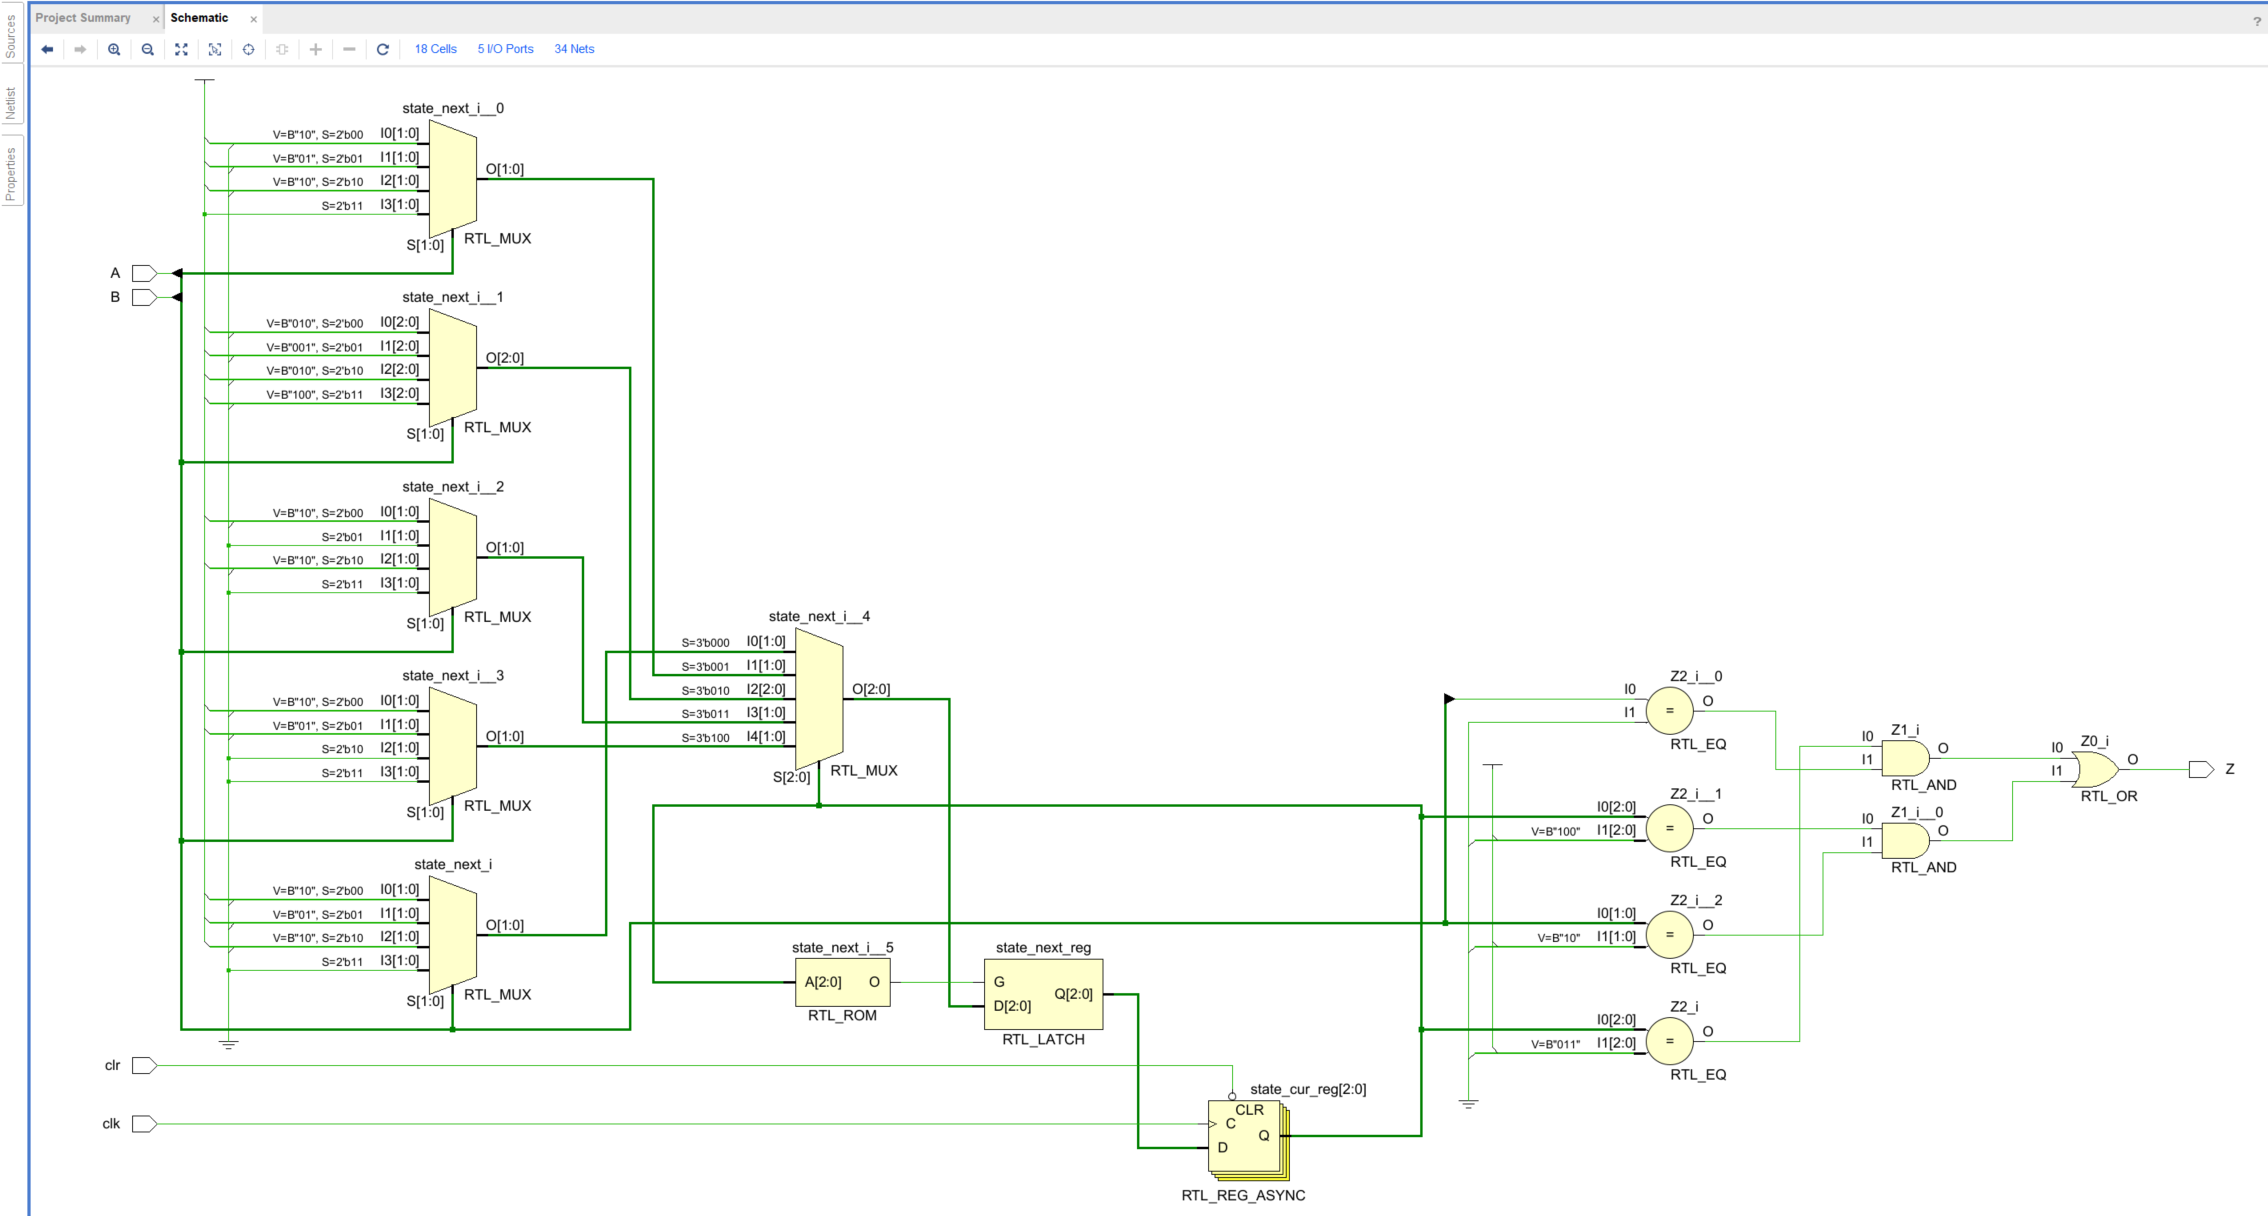 Project Summary
Schematic
?
Sources
Netlist
Properties
18 Cells
5 I/O Ports
34 Nets
state_next_i__0
V=B"10", S=2'b00 I0[1:0]
V=B"01", S=2'b01 I1[1:0]
V=B"10", S=2'b10 I2[1:0]
S=2'b11 I3[1:0]
O[1:0]
S[1:0]
RTL_MUX
A
B
state_next_i__1
V=B"010", S=2'b00 I0[2:0]
V=B"001", S=2'b01 I1[2:0]
V=B"010", S=2'b10 I2[2:0]
V=B"100", S=2'b11 I3[2:0]
O[2:0]
S[1:0]
RTL_MUX
state_next_i__2
V=B"10", S=2'b00 I0[1:0]
S=2'b01 I1[1:0]
V=B"10", S=2'b10 I2[1:0]
S=2'b11 I3[1:0]
O[1:0]
S[1:0]
RTL_MUX
state_next_i__3
V=B"10", S=2'b00 I0[1:0]
V=B"01", S=2'b01 I1[1:0]
S=2'b10 I2[1:0]
S=2'b11 I3[1:0]
O[1:0]
S[1:0]
RTL_MUX
state_next_i
V=B"10", S=2'b00 I0[1:0]
V=B"01", S=2'b01 I1[1:0]
V=B"10", S=2'b10 I2[1:0]
S=2'b11 I3[1:0]
O[1:0]
S[1:0]
RTL_MUX
clr
clk
state_next_i__4
S=3'b000 I0[1:0]
S=3'b001 I1[1:0]
S=3'b010 I2[2:0]
S=3'b011 I3[1:0]
S=3'b100 I4[1:0]
O[2:0]
S[2:0]
RTL_MUX
state_next_i__5
A[2:0] O
RTL_ROM
state_next_reg
G
D[2:0]
Q[2:0]
RTL_LATCH
state_cur_reg[2:0]
CLR
C
D
Q
RTL_REG_ASYNC
Z2_i__0
I0
I1
=
O
RTL_EQ
Z2_i__1
I0[2:0]
V=B"100" I1[2:0]
=
O
RTL_EQ
Z2_i__2
I0[1:0]
V=B"10" I1[1:0]
=
O
RTL_EQ
Z2_i
I0[2:0]
V=B"011" I1[2:0]
=
O
RTL_EQ
Z1_i
I0
I1
O
RTL_AND
Z1_i__0
I0
I1
O
RTL_AND
Z0_i
I0
I1
O
RTL_OR
Z